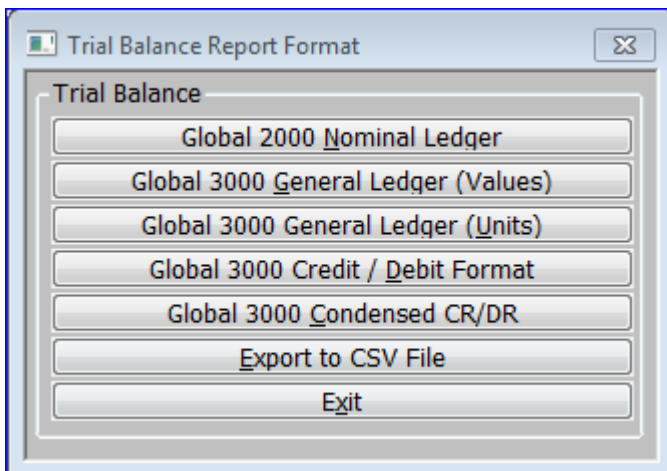 Trial Balance Report Format
Trial Balance
Global 2000 Nominal Ledger
Global 3000 General Ledger (Values)
Global 3000 General Ledger (Units)
Global 3000 Credit / Debit Format
Global 3000 Condensed CR/DR
Export to CSV File
Exit